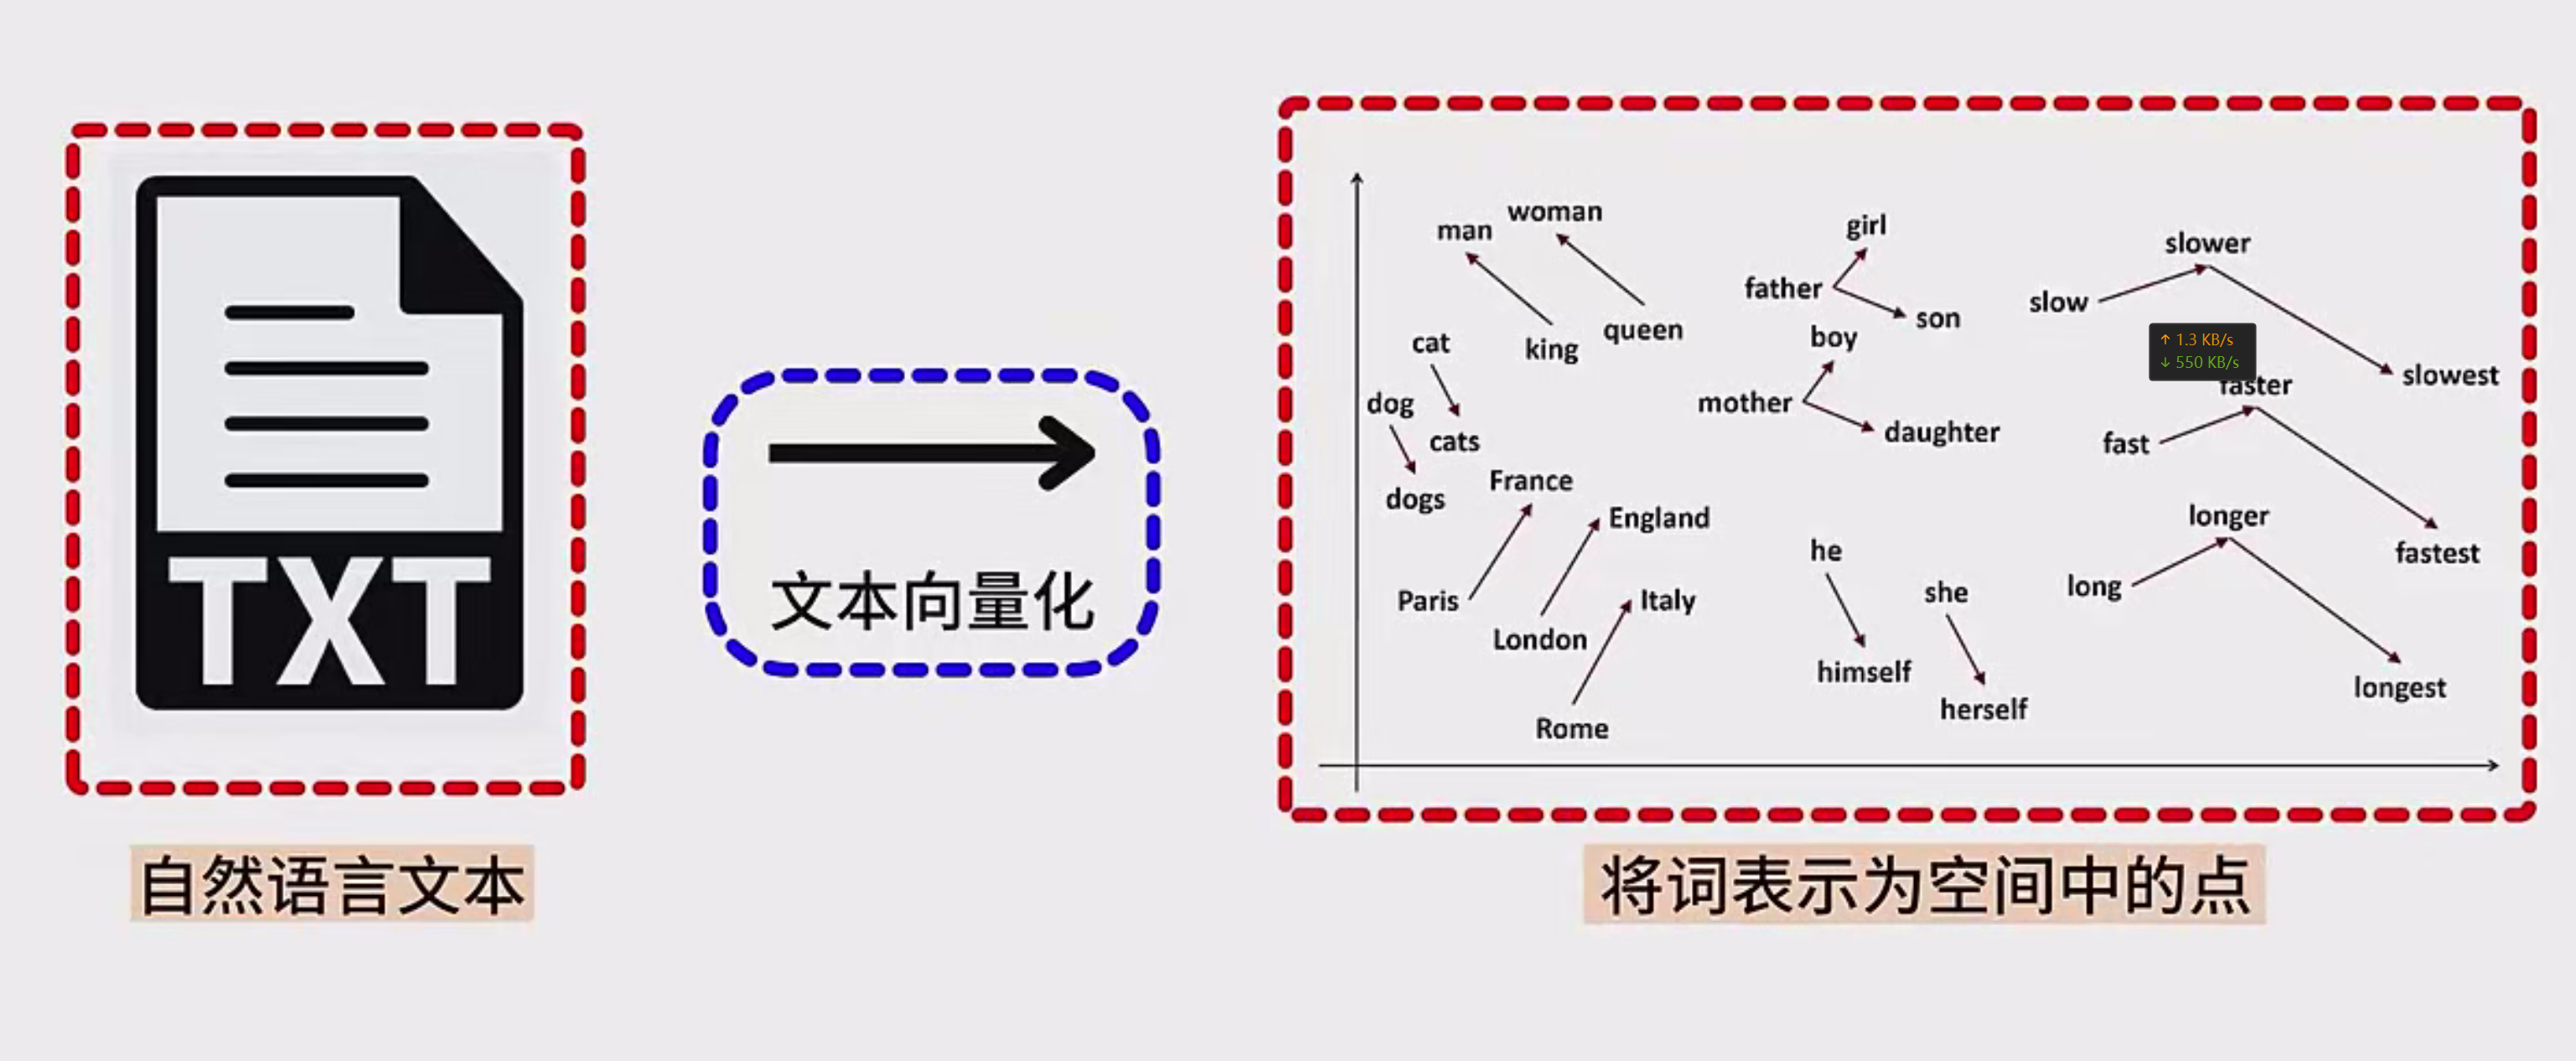 TXT
自然语言文本
文本向量化
woman
man
king
queen
cat
dog
cats
dogs
France
England
Paris
London
Italy
Rome
girl
father
son
boy
mother
daughter
he
she
himself
herself
slower
slow
slowest
↑ 1.3 KB/s
↓ 550 KB/s
faster
fast
fastest
longer
long
longest
将词表示为空间中的点